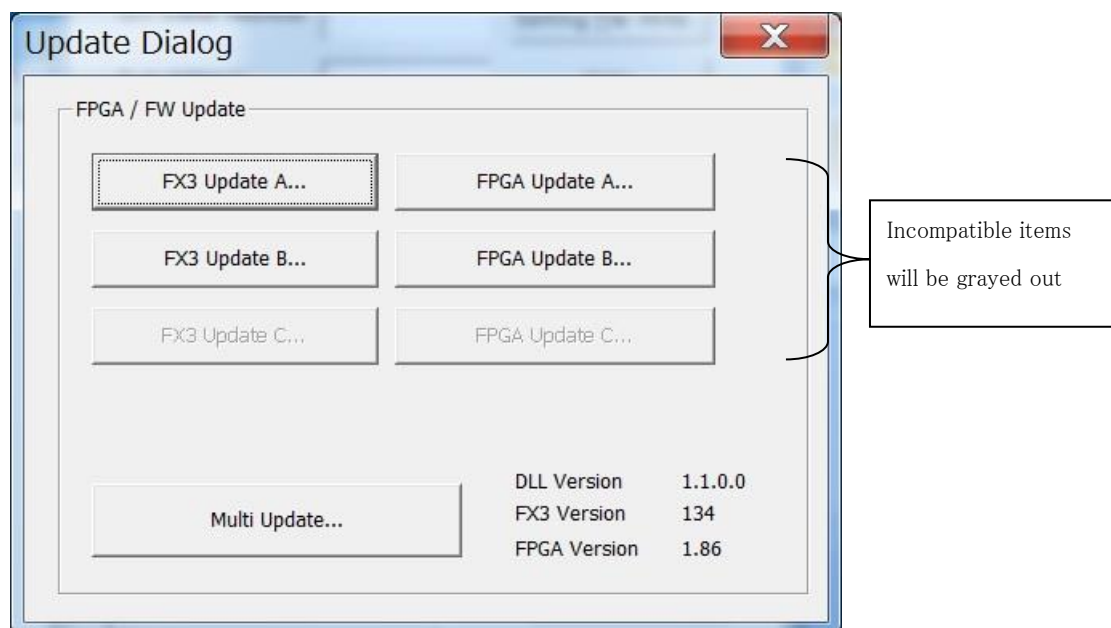 Update Dialog
FPGA / FW Update
FX3 Update A...
FPGA Update A...
FX3 Update B...
FPGA Update B...
FX3 Update C...
FPGA Update C...
Incompatible items
will be grayed out
Multi Update...
DLL Version 1.1.0.0
FX3 Version 134
FPGA Version 1.86